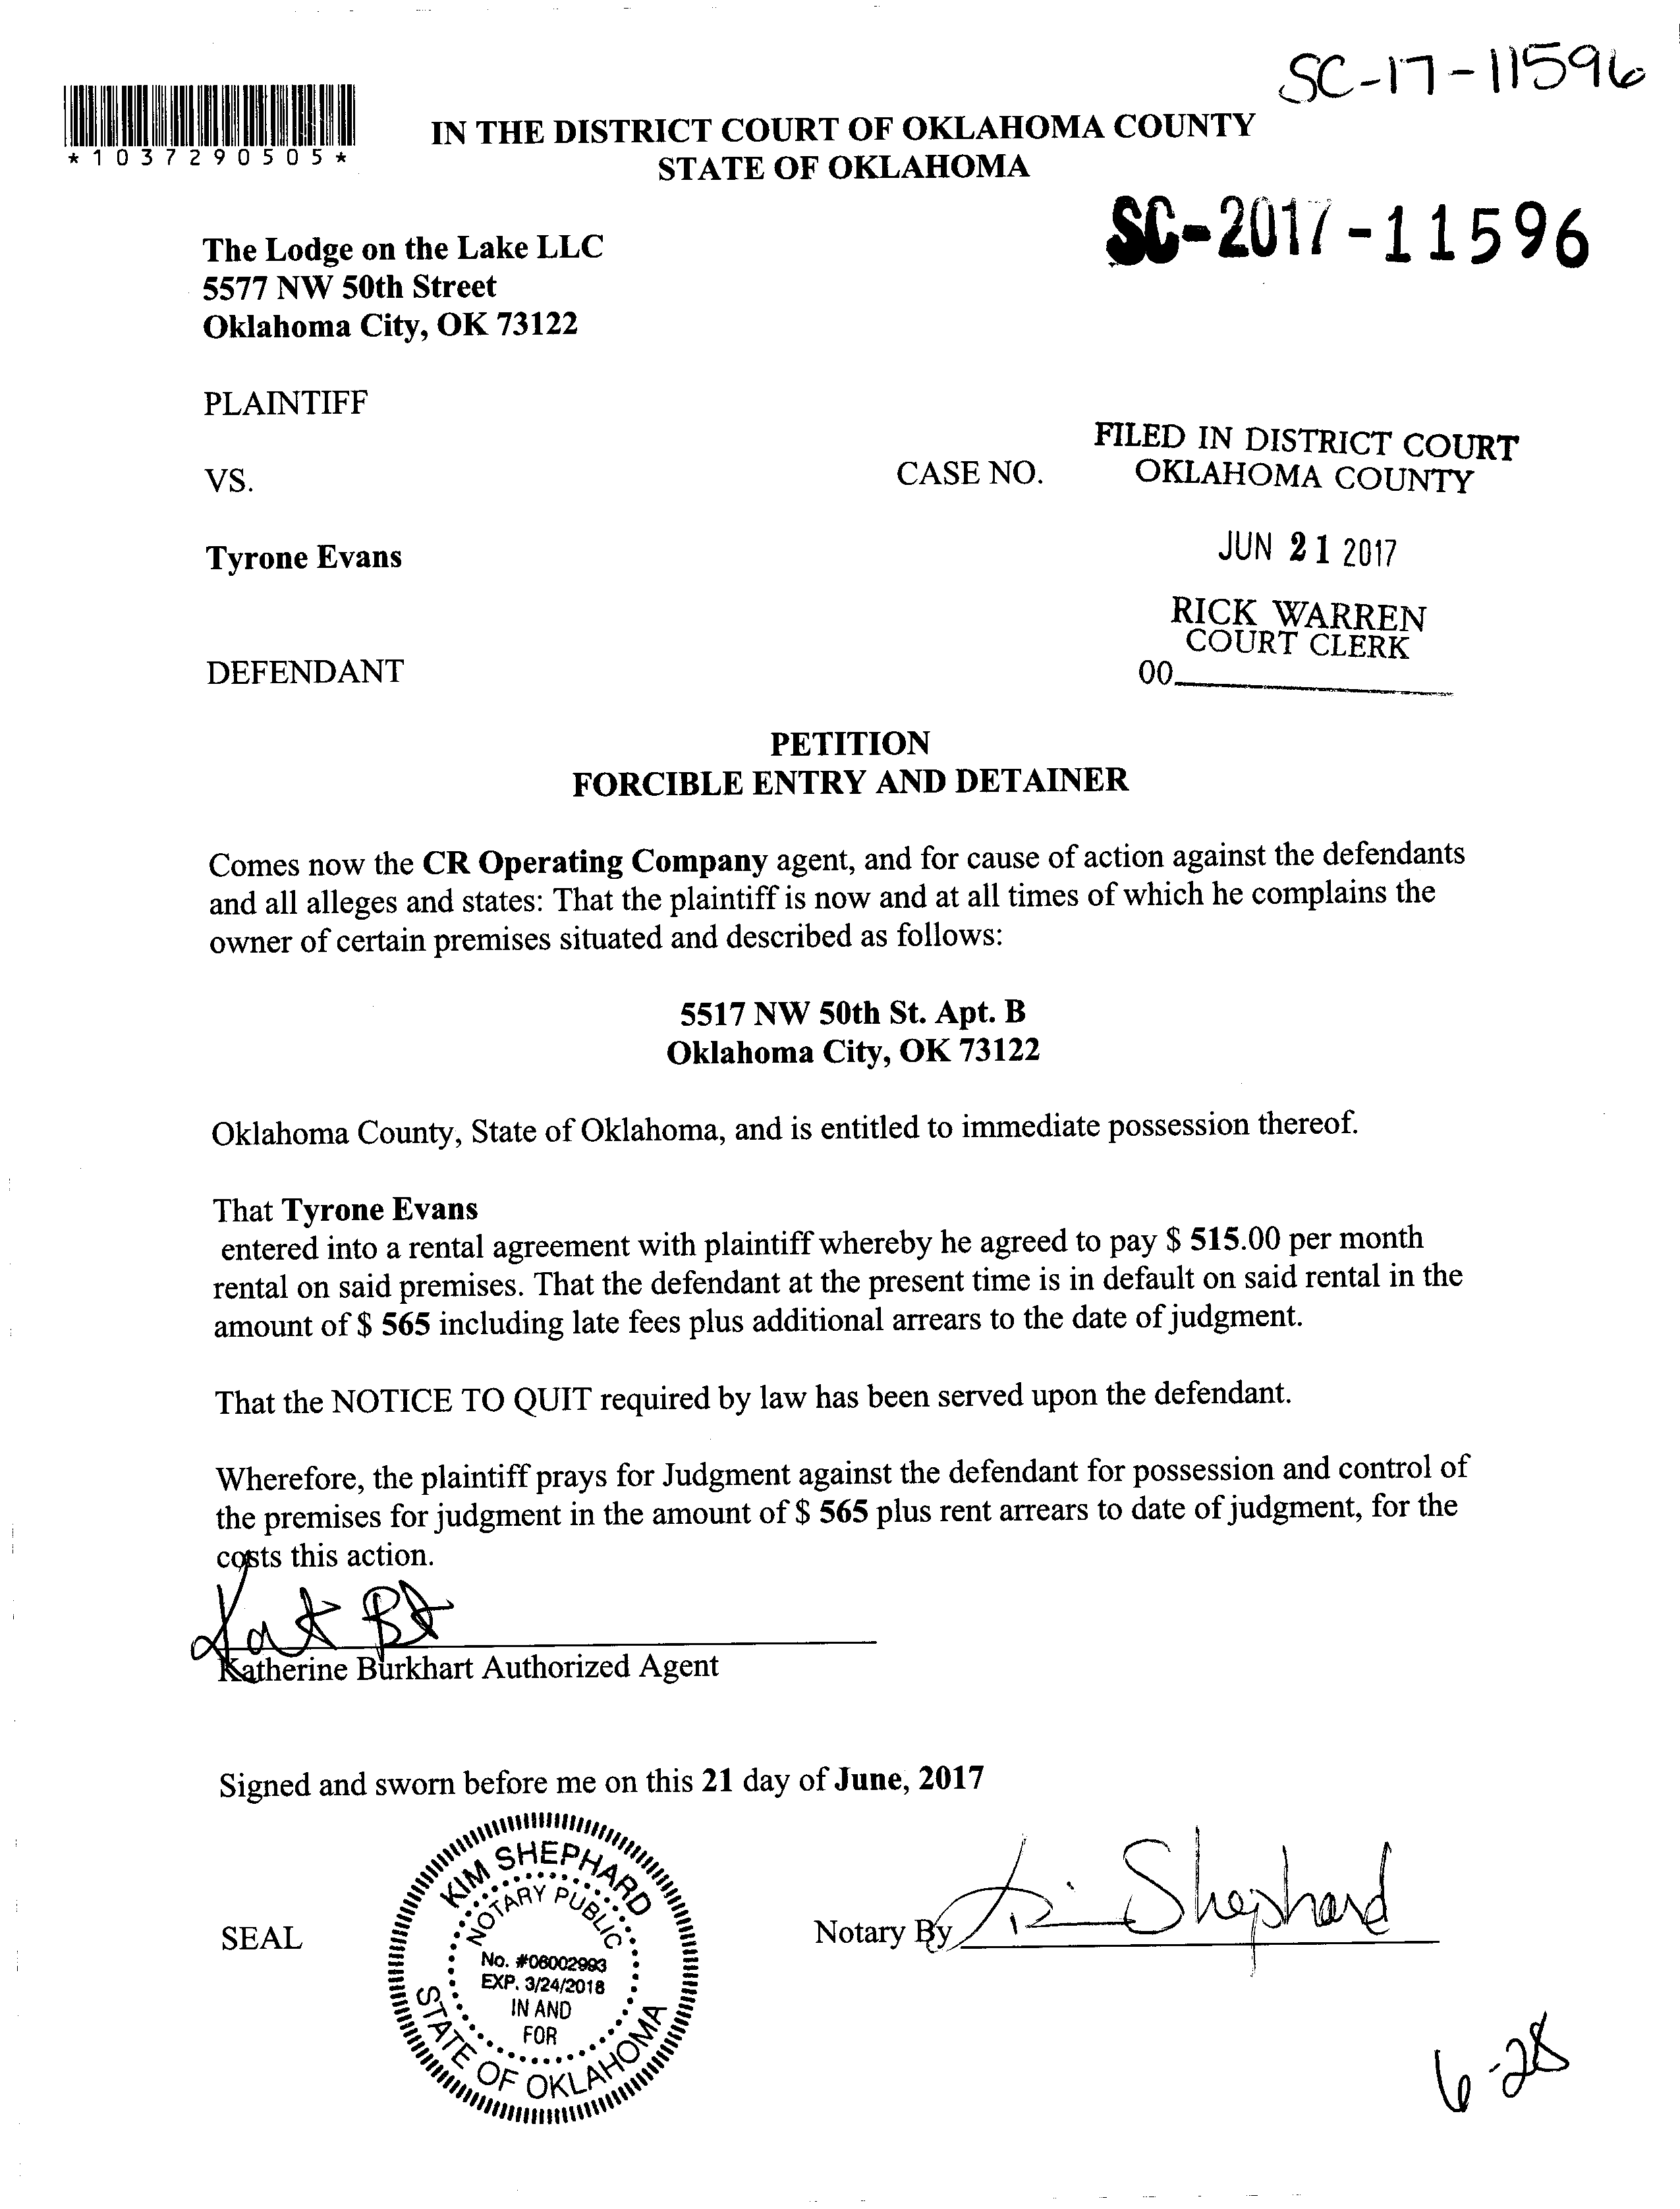 SC-17-11596
*1037290505*
IN THE DISTRICT COURT OF OKLAHOMA COUNTY
STATE OF OKLAHOMA
SC-2017-11596
The Lodge on the Lake LLC
5577 NW 50th Street
Oklahoma City, OK 73122
PLAINTIFF
VS.
CASE NO.
FILED IN DISTRICT COURT
OKLAHOMA COUNTY
Tyrone Evans
JUN 21 2017
RICK WARREN
COURT CLERK
DEFENDANT
00
PETITION
FORCIBLE ENTRY AND DETAINER
Comes now the CR Operating Company agent, and for cause of action against the defendants
and all alleges and states: That the plaintiff is now and at all times of which he complains the
owner of certain premises situated and described as follows:
5517 NW 50th St. Apt. B
Oklahoma City, OK 73122
Oklahoma County, State of Oklahoma, and is entitled to immediate possession thereof.
That Tyrone Evans
entered into a rental agreement with plaintiff whereby he agreed to pay $ 515.00 per month
rental on said premises. That the defendant at the present time is in default on said rental in the
amount of $ 565 including late fees plus additional arrears to the date of judgment.
That the NOTICE TO QUIT required by law has been served upon the defendant.
Wherefore, the plaintiff prays for Judgment against the defendant for possession and control of
the premises for judgment in the amount of $ 565 plus rent arrears to date of judgment, for the
costs this action.
Katherine Burkhart Authorized Agent
Signed and sworn before me on this 21 day of June, 2017
SEAL
KIM SHEPHARD
NOTARY PUBLIC
No. #06002993
EXP. 3/24/2018
IN AND
FOR
STATE OF OKLAHOMA
Notary By Kim Shephard
6-28